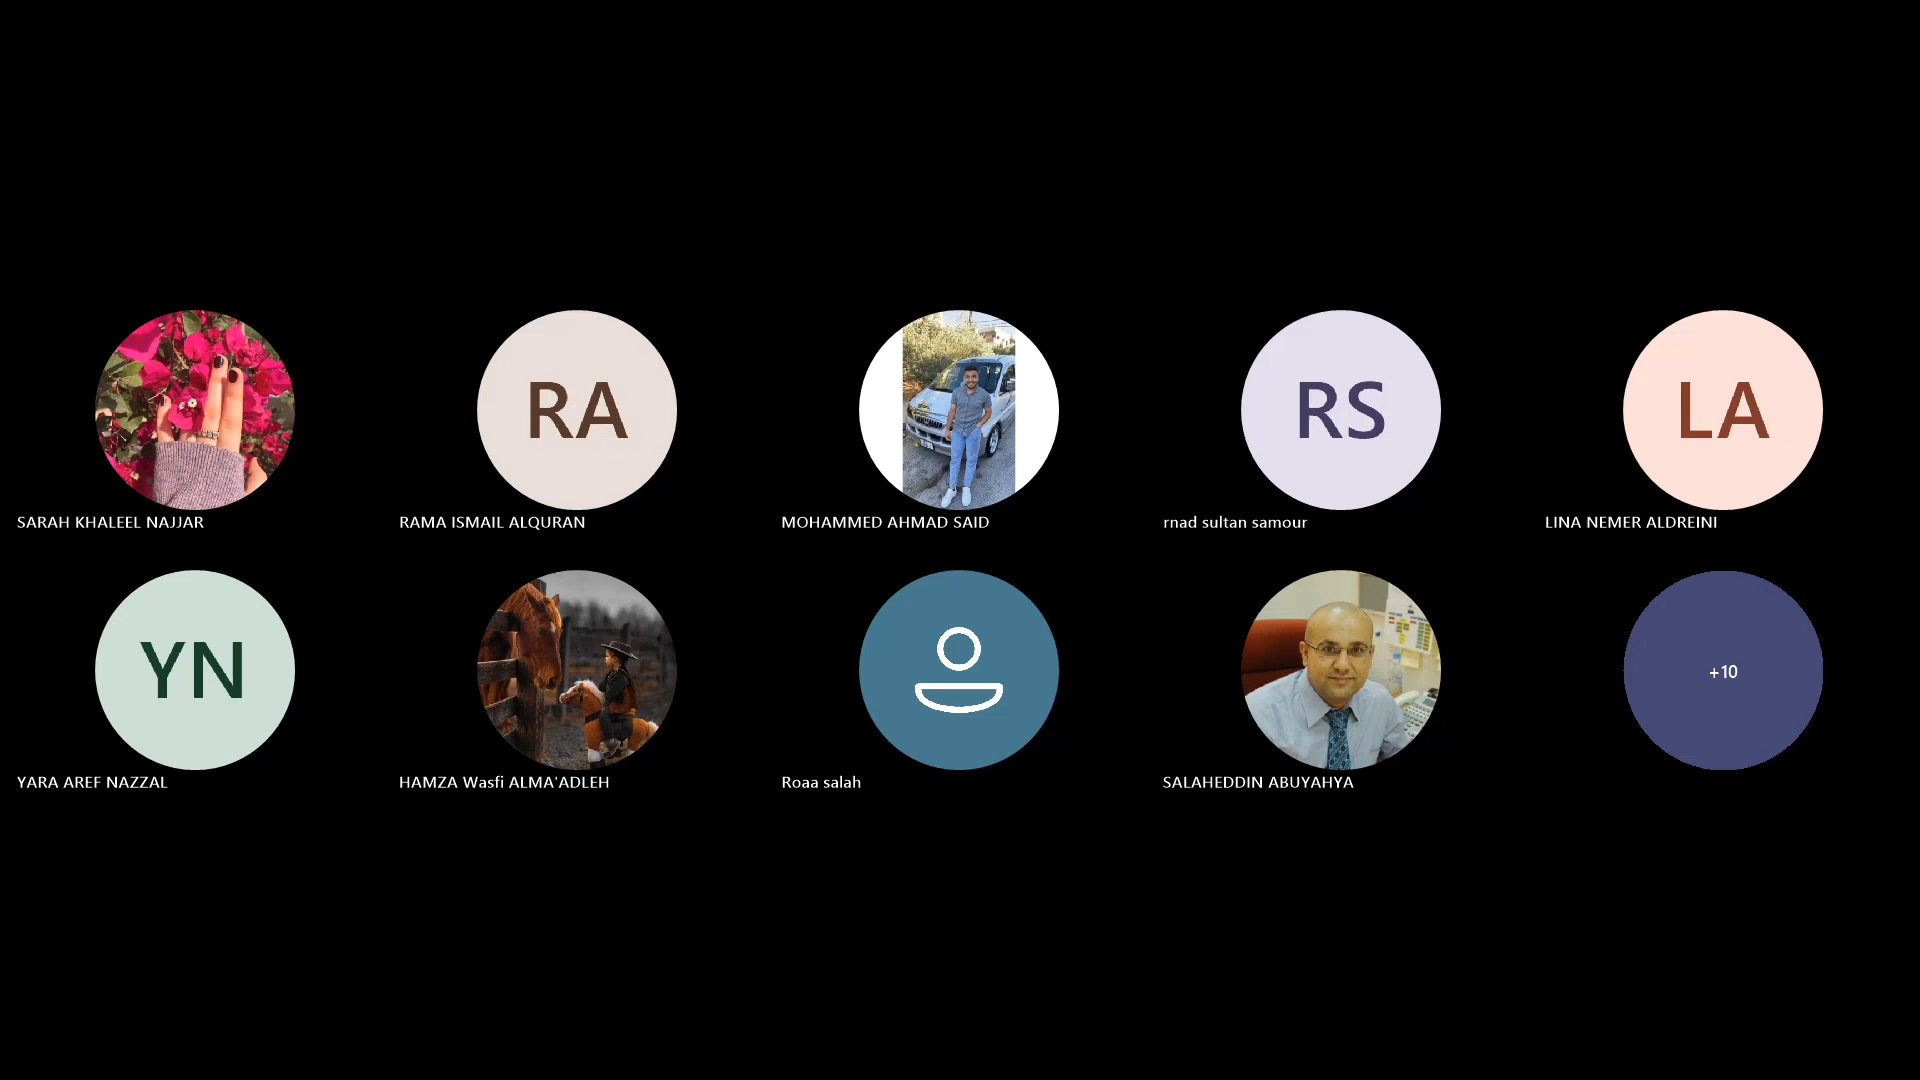 RA
RS
LA
SARAH KHALEEL NAJJAR
RAMA ISMAIL ALQURAN
MOHAMMED AHMAD SAID
rnad sultan samour
LINA NEMER ALDREINI
YN
+10
YARA AREF NAZZAL
HAMZA Wasfi ALMA'ADLEH
Roaa salah
SALAHEDDIN ABUYAHYA